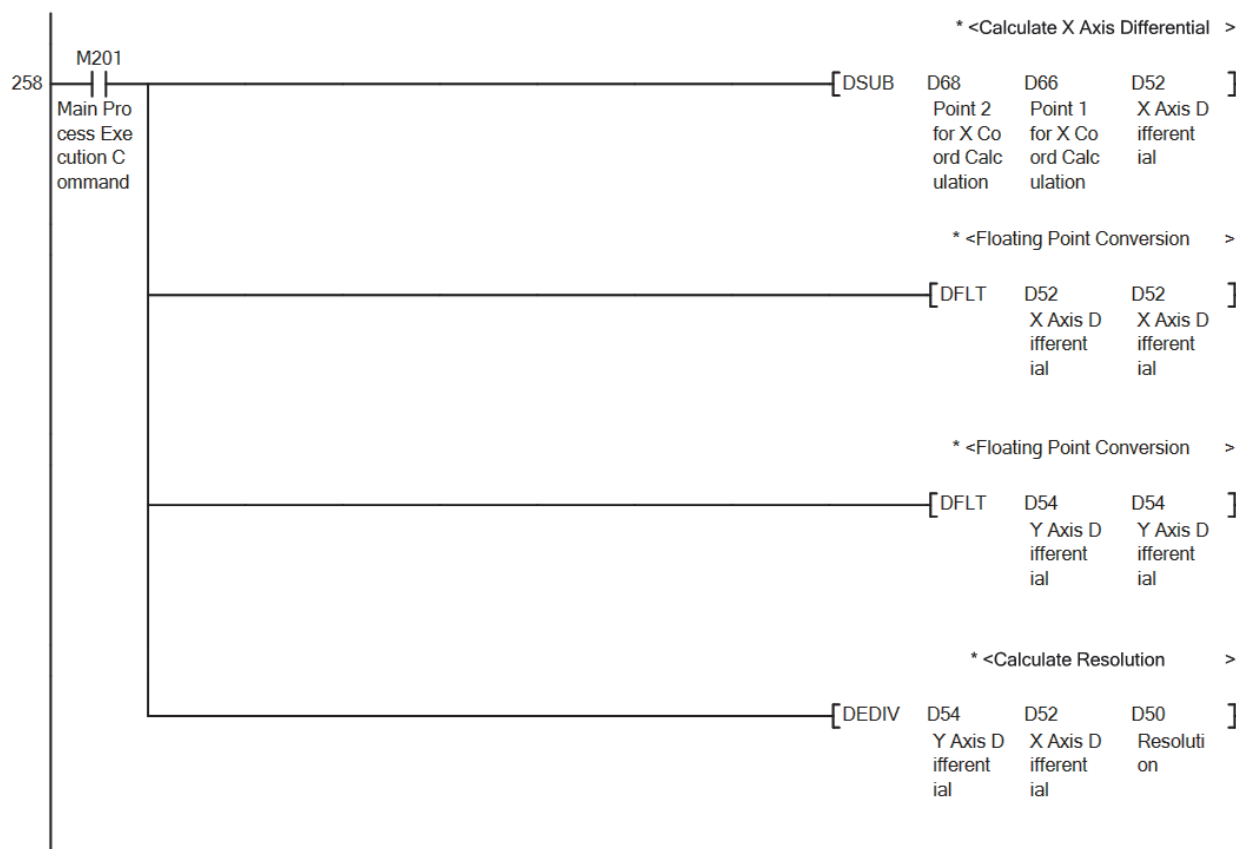 * <Calculate X Axis Differential >
M201
258
[DSUB D68 D66 D52 ]
Main Pro
cess Exe
cution C
ommand
Point 2
for X Co
ord Calc
ulation
Point 1
for X Co
ord Calc
ulation
X Axis D
ifferent
ial
* <Floating Point Conversion >
[DFLT D52 D52 ]
X Axis D
ifferent
ial
X Axis D
ifferent
ial
* <Floating Point Conversion >
[DFLT D54 D54 ]
Y Axis D
ifferent
ial
Y Axis D
ifferent
ial
* <Calculate Resolution >
[DEDIV D54 D52 D50 ]
Y Axis D
ifferent
ial
X Axis D
ifferent
ial
Resoluti
on